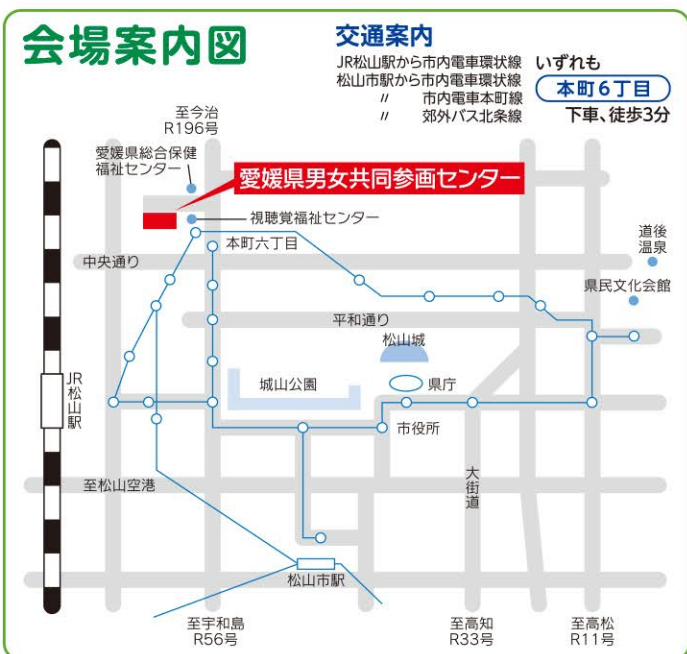 会場案内図
交通案内
JR松山駅から市内電車環状線
松山市駅から市内電車環状線
〃 市内電車本町線
〃 郊外バス北条線
いずれも
本町6丁目
下車、徒歩3分
至今治
R196号
愛媛県総合保健
福祉センター
愛媛県男女共同参画センター
視聴覚福祉センター
本町六丁目
中央通り
道後
温泉
県民文化会館
平和通り
松山城
JR松山駅
城山公園
県庁
市役所
大街道
至松山空港
松山市駅
至宇和島
R56号
至高知
R33号
至高松
R11号